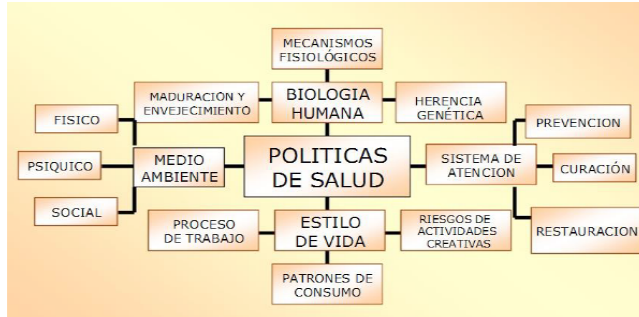 MECANISMOS
FISIOLÓGICOS
MADURACIÓN Y
ENVEJECIMIENTO
BIOLOGIA
HUMANA
HERENCIA
GENÉTICA
FISICO
PREVENCION
PSIQUICO
MEDIO
AMBIENTE
POLITICAS
DE SALUD
SISTEMA DE
ATENCION
CURACIÓN
SOCIAL
PROCESO
DE TRABAJO
ESTILO
DE VIDA
RIESGOS DE
ACTIVIDADES
CREATIVAS
RESTAURACION
PATRONES DE
CONSUMO